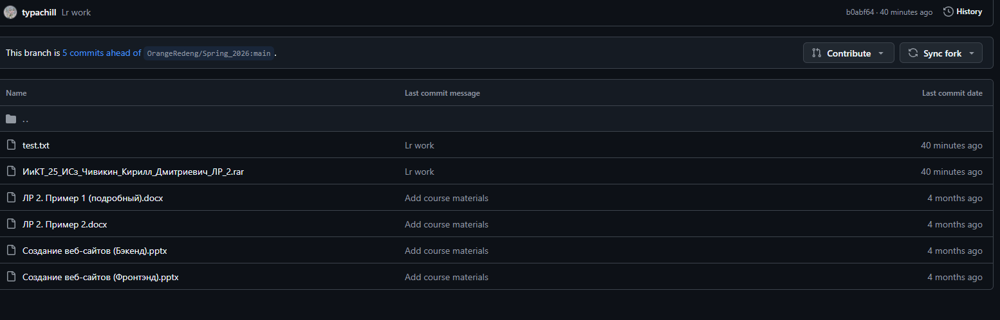 typachill Lr work b0abf64 · 40 minutes ago History
This branch is 5 commits ahead of OrangeRedeng/Spring_2026:main . Contribute Sync fork
Name Last commit message Last commit date
..
test.txt Lr work 40 minutes ago
ИиКТ_25_ИСз_Чивикин_Кирилл_Дмитриевич_ЛР_2.rar Lr work 40 minutes ago
ЛР 2. Пример 1 (подробный).docx Add course materials 4 months ago
ЛР 2. Пример 2.docx Add course materials 4 months ago
Создание веб-сайтов (Бэкенд).pptx Add course materials 4 months ago
Создание веб-сайтов (Фронтэнд).pptx Add course materials 4 months ago